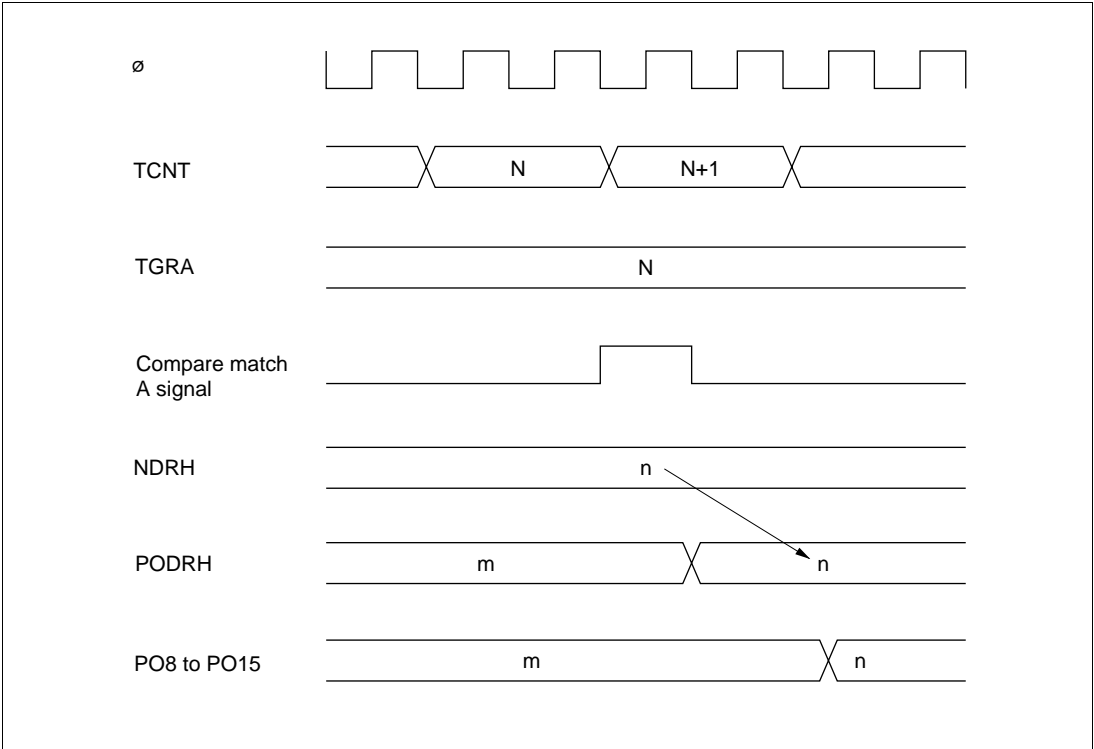 ø
TCNT N N+1
TGRA N
Compare match
A signal
NDRH n
PODRH m n
PO8 to PO15 m n